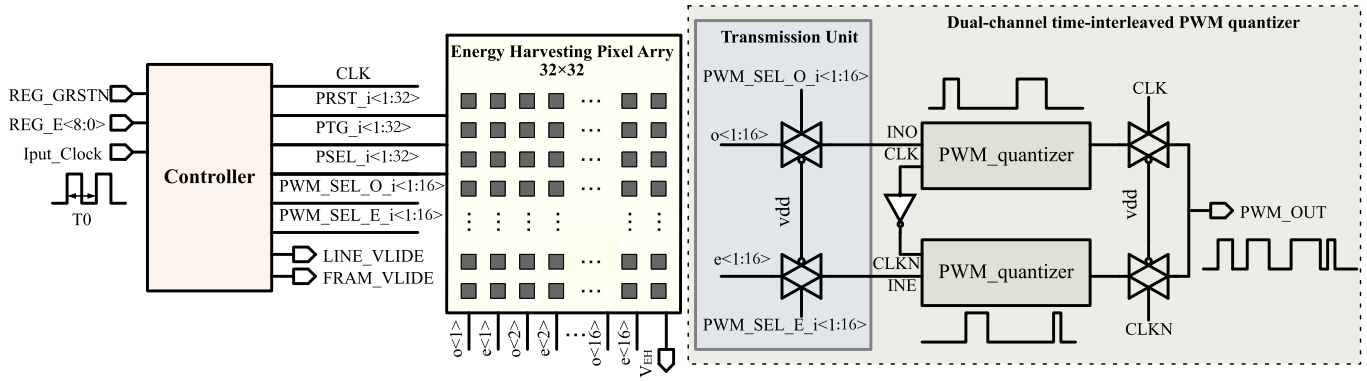 REG_GRSTN
REG_E<8:0>
Iput_Clock
T0
Controller
CLK
PRST_i<1:32>
PTG_i<1:32>
PSEL_i<1:32>
PWM_SEL_O_i<1:16>
PWM_SEL_E_i<1:16>
LINE_VLIDE
FRAM_VLIDE
Energy Harvesting Pixel Arry
32×32
o<1>
e<1>
o<2>
e<2>
o<16>
e<16>
VEH
Dual-channel time-interleaved PWM quantizer
Transmission Unit
PWM_SEL_O_i<1:16>
o<1:16>
vdd
e<1:16>
PWM_SEL_E_i<1:16>
INO
CLK
PWM_quantizer
CLKN
INE
PWM_quantizer
CLK
vdd
CLKN
PWM_OUT